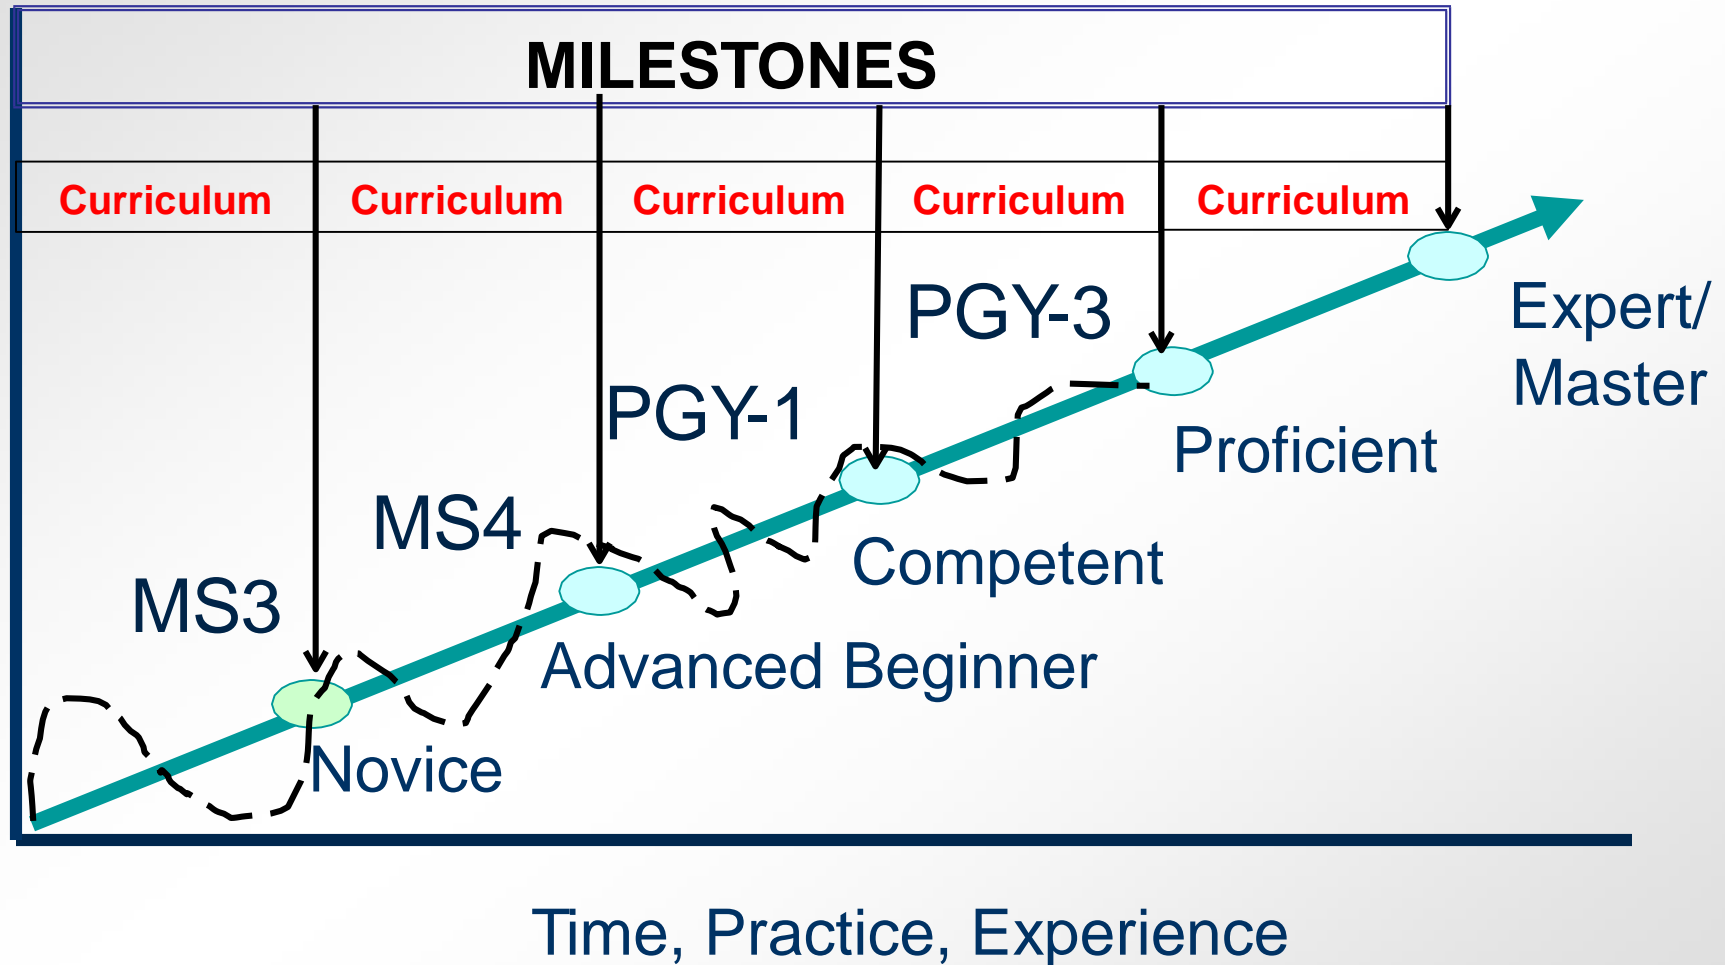 MILESTONES
Curriculum Curriculum Curriculum Curriculum Curriculum
PGY-3
Expert/
Master
PGY-1
Proficient
MS4
Competent
MS3
Advanced Beginner
Novice
Time, Practice, Experience